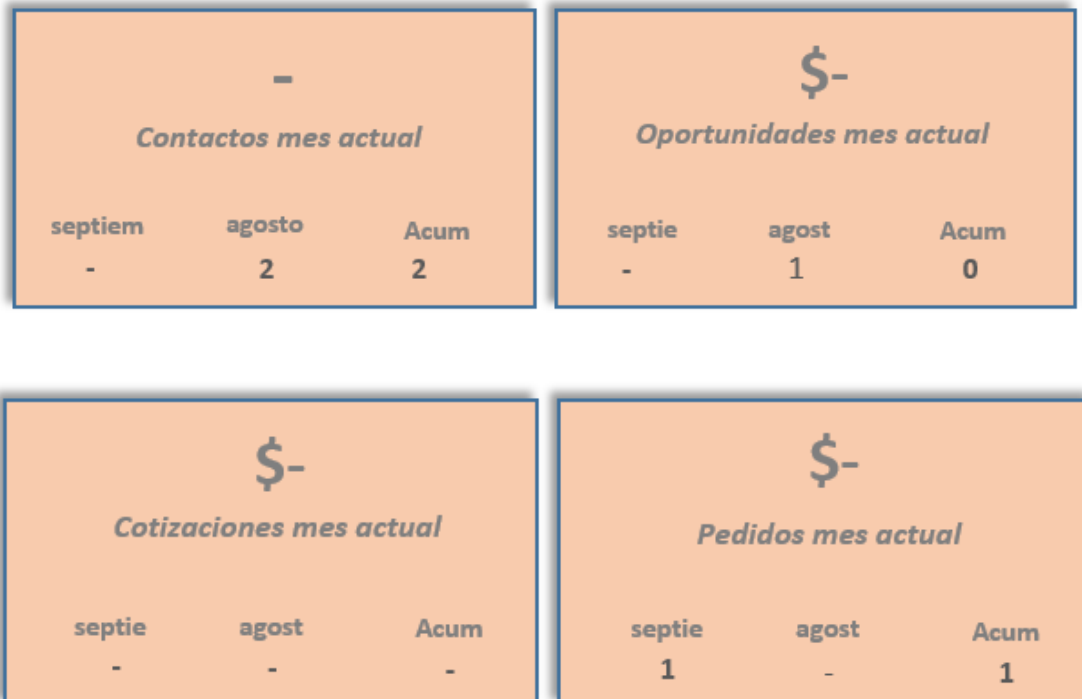 -
Contactos mes actual
septiem agosto Acum
- 2 2
$-
Oportunidades mes actual
septie agost Acum
- 1 0
$-
Cotizaciones mes actual
septie agost Acum
- - -
$-
Pedidos mes actual
septie agost Acum
1 - 1